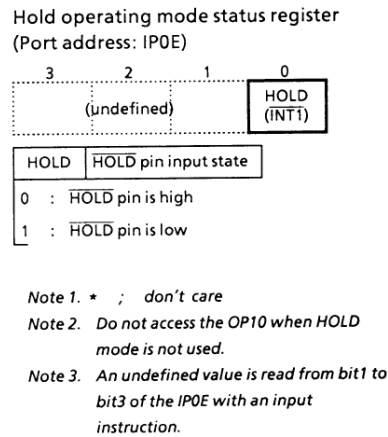 Hold operating mode status register
(Port address: IP0E)
3 2 1 0
(undefined) HOLD
(INT1)
HOLD HOLD pin input state
0 : HOLD pin is high
1 : HOLD pin is low
Note 1. * ; don't care
Note 2. Do not access the OP10 when HOLD
mode is not used.
Note 3. An undefined value is read from bit1 to
bit3 of the IP0E with an input
instruction.